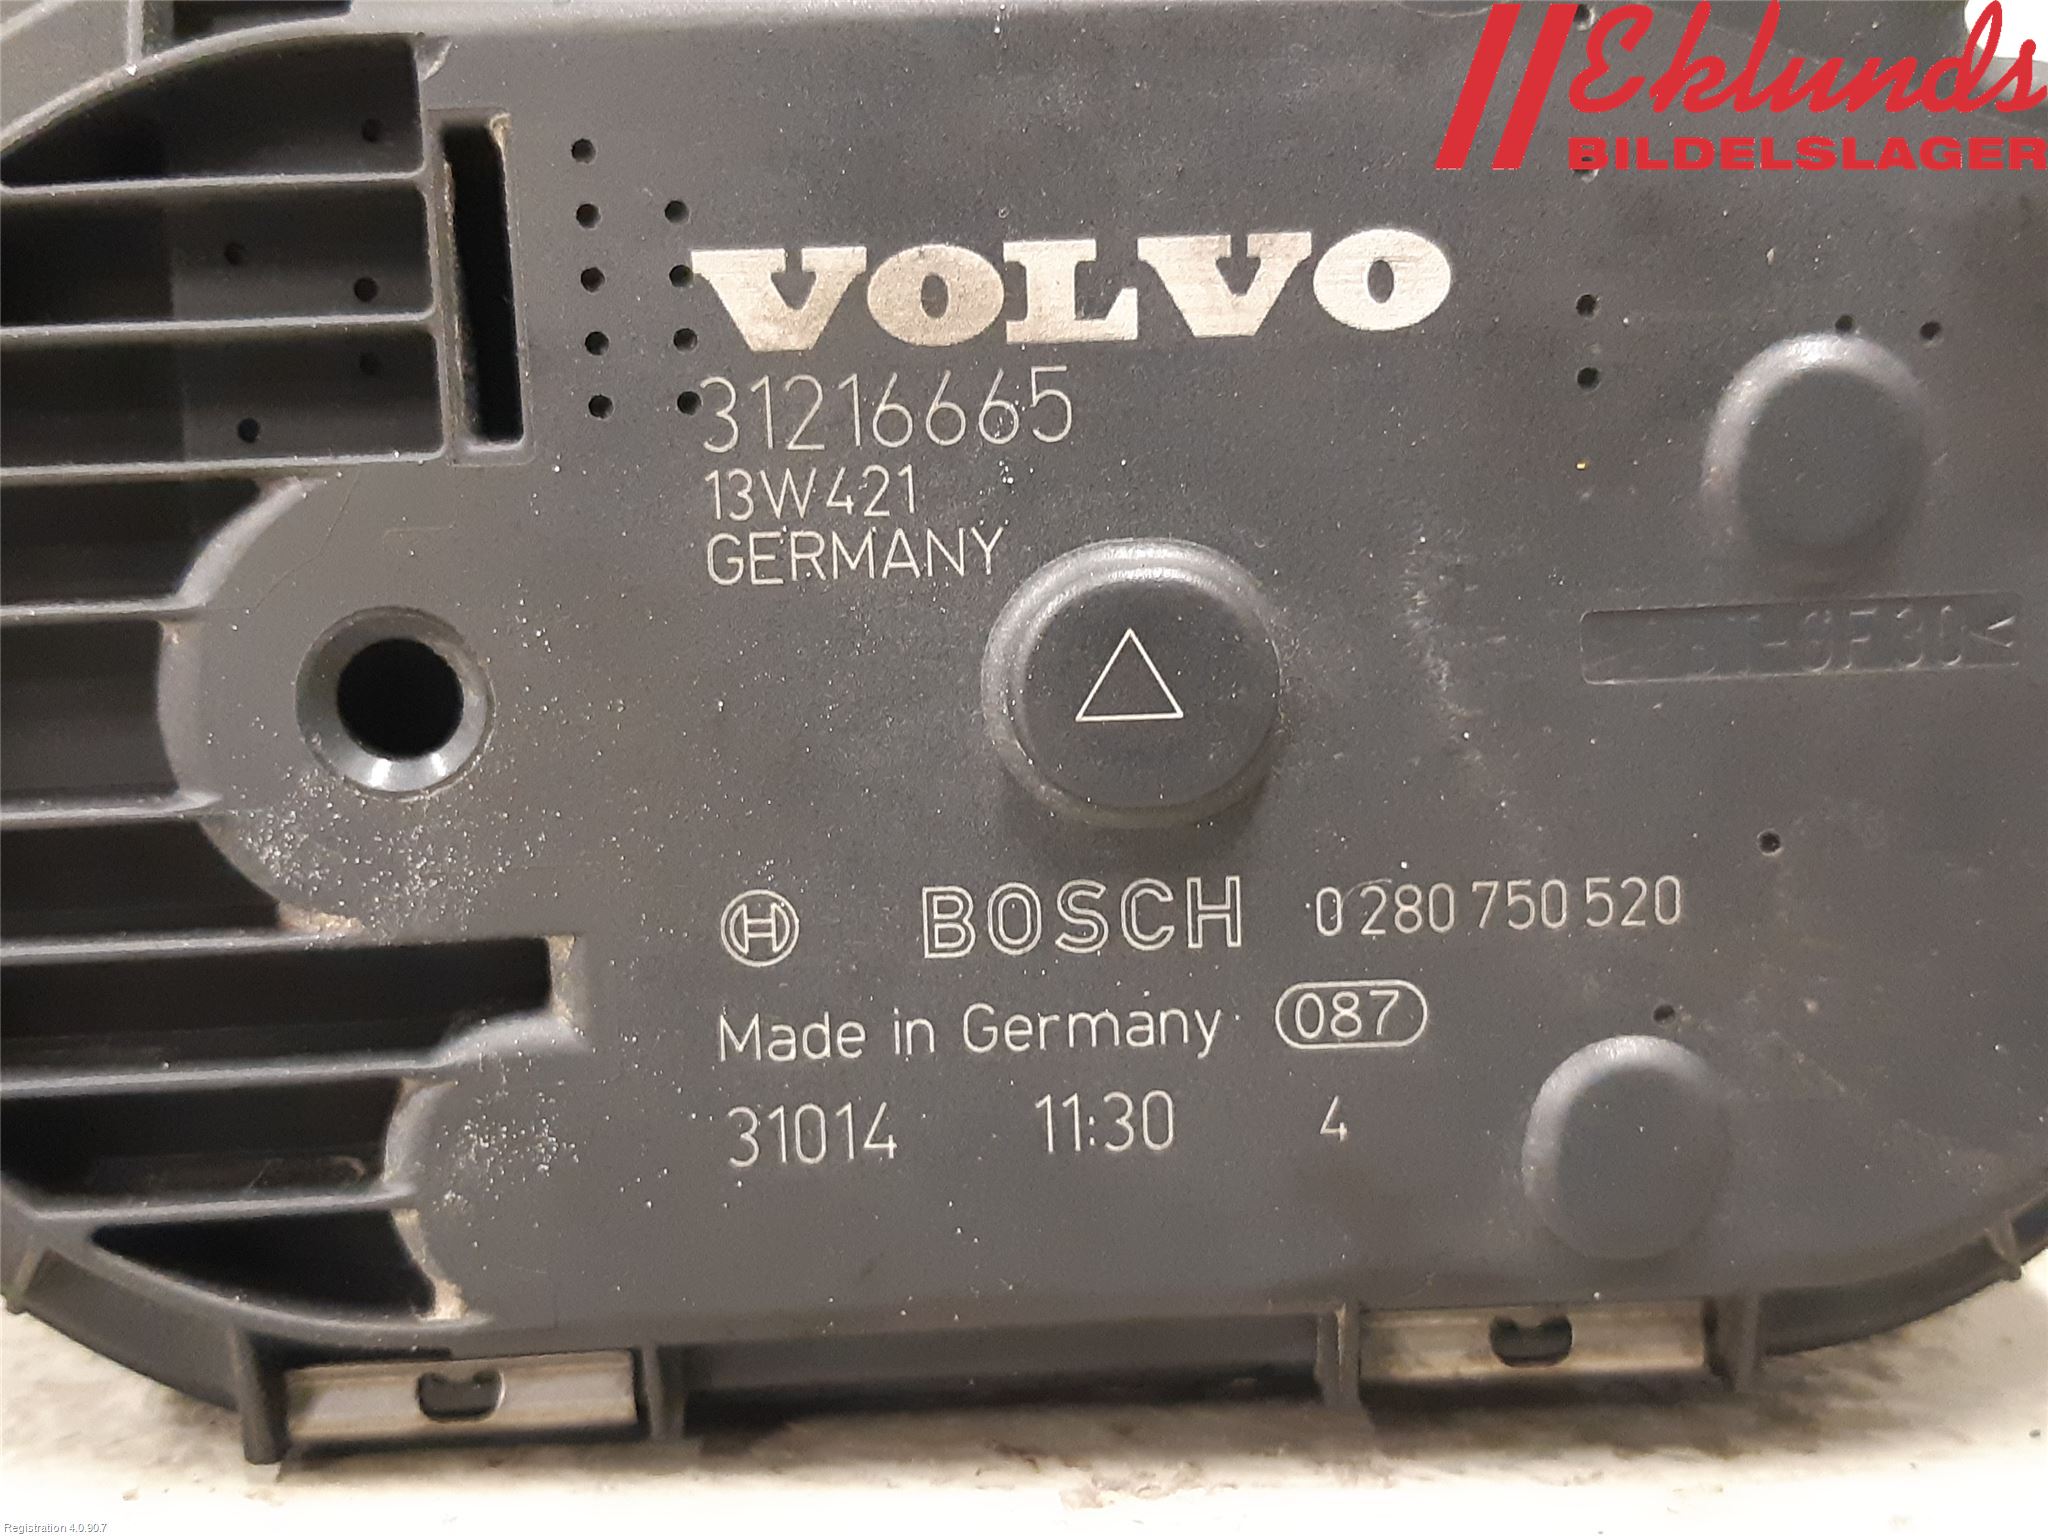 Eklunds
BILDELSLAGER
VOLVO
31216665
13W421
GERMANY
BOSCH 0 280 750 520
Made in Germany 087
31014 11:30 4
Registration 4.0.90.7